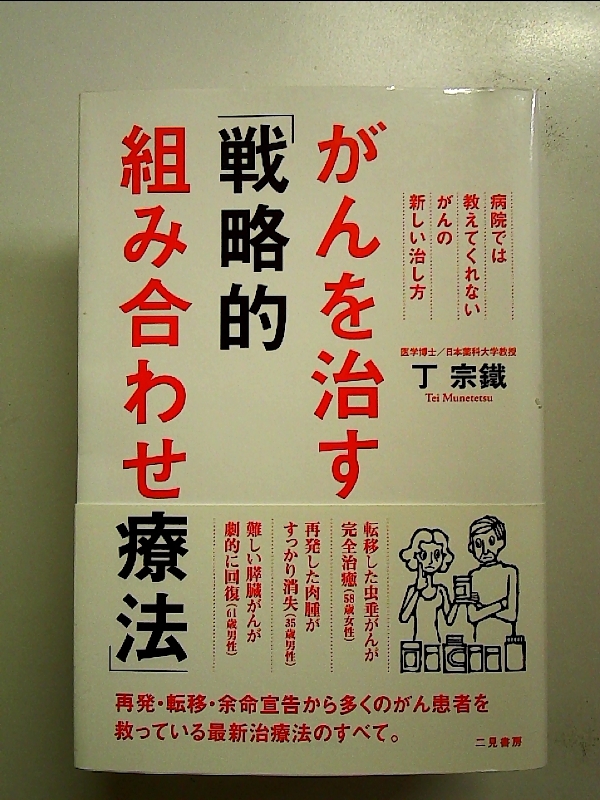 病院では
教えてくれない
がんの
新しい治し方
がんを治す
「戦略的
組み合わせ療法」
医学博士／日本薬科大学教授
丁 宗鐵
Tei Munetetsu
転移した虫垂がんが
完全治癒(58歳女性)
再発した肉腫が
すっかり消失(35歳男性)
難しい膵臓がんが
劇的に回復(61歳男性)
再発・転移・余命宣告から多くのがん患者を
救っている最新治療法のすべて。
二見書房